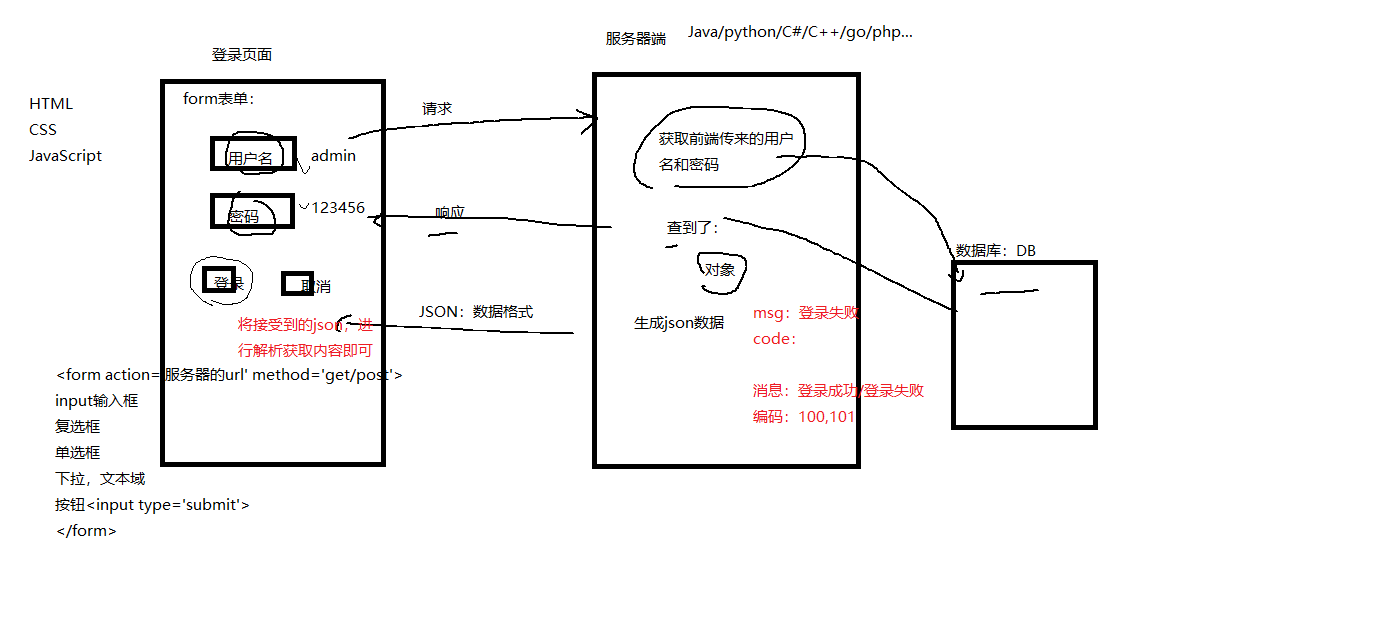 登录页面
服务器端
Java/python/C#/C++/go/php...
HTML
CSS
JavaScript
form表单：
用户名
admin
密码
123456
登录
取消
将接受到的json，进
行解析获取内容即可
<form action='服务器的url' method='get/post'>
input输入框
复选框
单选框
下拉，文本域
按钮<input type='submit'>
</form>
请求
响应
JSON：数据格式
获取前端传来的用户
名和密码
查到了：
对象
生成json数据
msg：登录失败
code：
消息：登录成功/登录失败
编码：100,101
数据库：DB